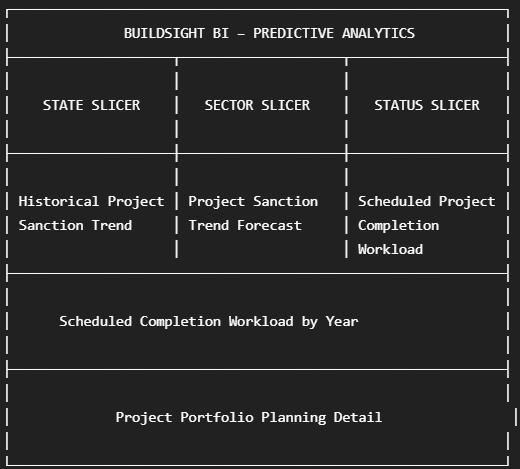 BUILDSIGHT BI – PREDICTIVE ANALYTICS
STATE SLICER
SECTOR SLICER
STATUS SLICER
Historical Project
Sanction Trend
Project Sanction
Trend Forecast
Scheduled Project
Completion
Workload
Scheduled Completion Workload by Year
Project Portfolio Planning Detail